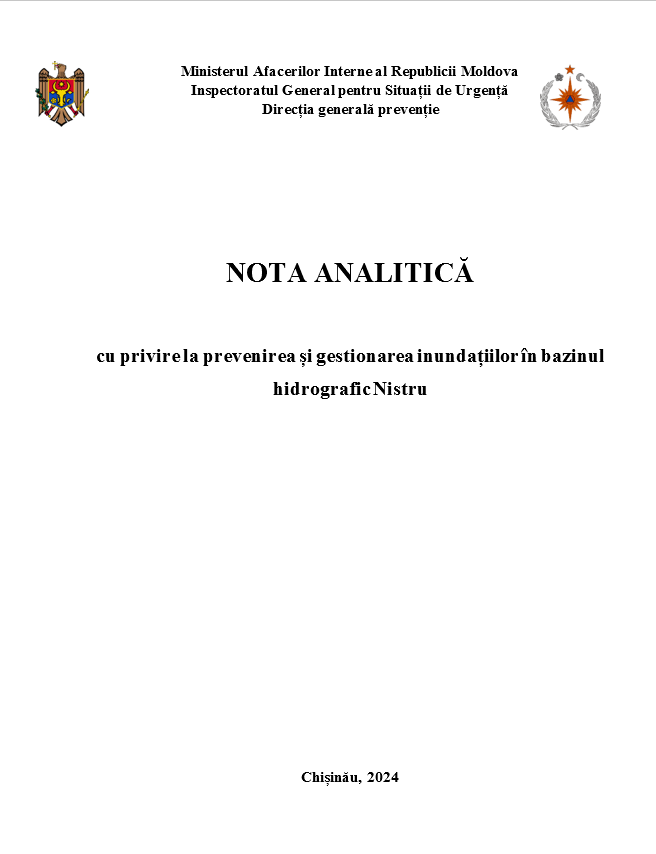 Ministerul Afacerilor Interne al Republicii Moldova
Inspectoratul General pentru Situații de Urgență
Direcția generală prevenție
NOTA ANALITICĂ
cu privire la prevenirea și gestionarea inundațiilor în bazinul
hidrografic Nistru
Chișinău, 2024